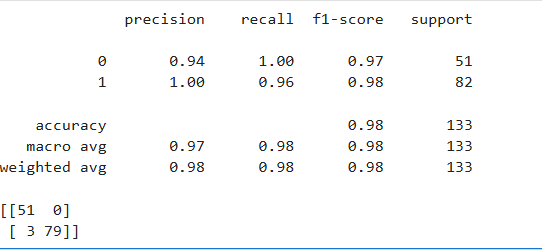 precision recall f1-score support
0 0.94 1.00 0.97 51
1 1.00 0.96 0.98 82
accuracy 0.98 133
macro avg 0.97 0.98 0.98 133
weighted avg 0.98 0.98 0.98 133
[[51 0]
[ 3 79]]